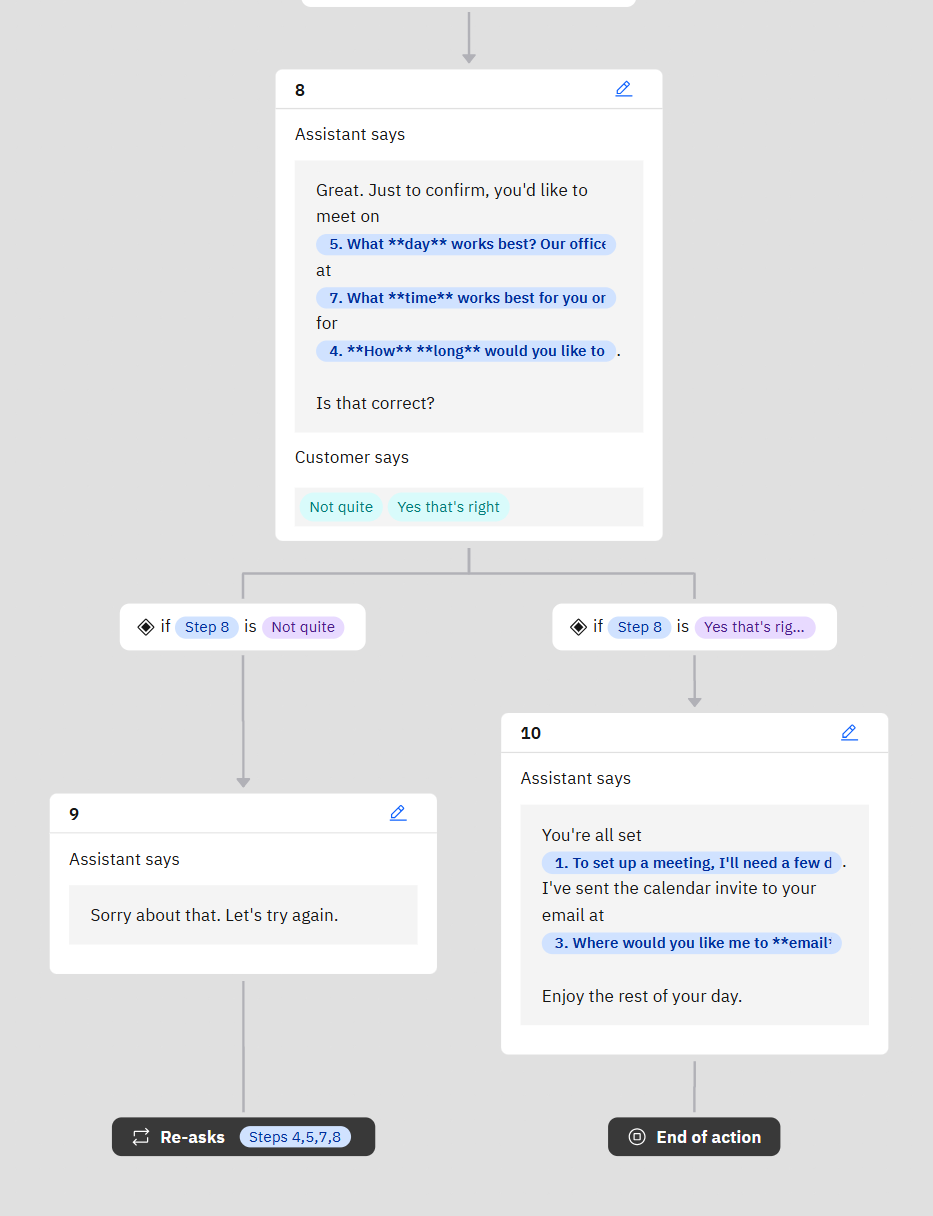 8
Assistant says
Great. Just to confirm, you'd like to
meet on
5. What **day** works best? Our office
at
7. What **time** works best for you or
for
4. **How** **long** would you like to .
Is that correct?
Customer says
Not quite Yes that's right
if Step 8 is Not quite
if Step 8 is Yes that's rig...
10
Assistant says
You're all set
1. To set up a meeting, I'll need a few d .
I've sent the calendar invite to your
email at
3. Where would you like me to **email*
Enjoy the rest of your day.
9
Assistant says
Sorry about that. Let's try again.
Re-asks Steps 4,5,7,8
End of action